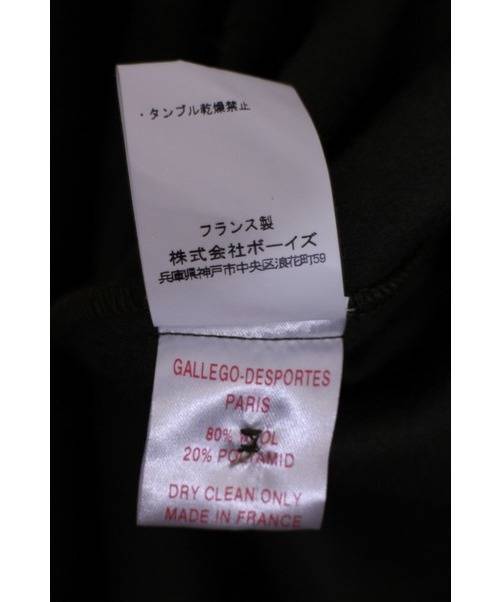 ・タンブル乾燥禁止
フランス製
株式会社ボーイズ
兵庫県神戸市中央区浪花町59
GALLEGO-DESPORTES
PARIS
80% WOOL
20% POLYAMID
DRY CLEAN ONLY
MADE IN FRANCE